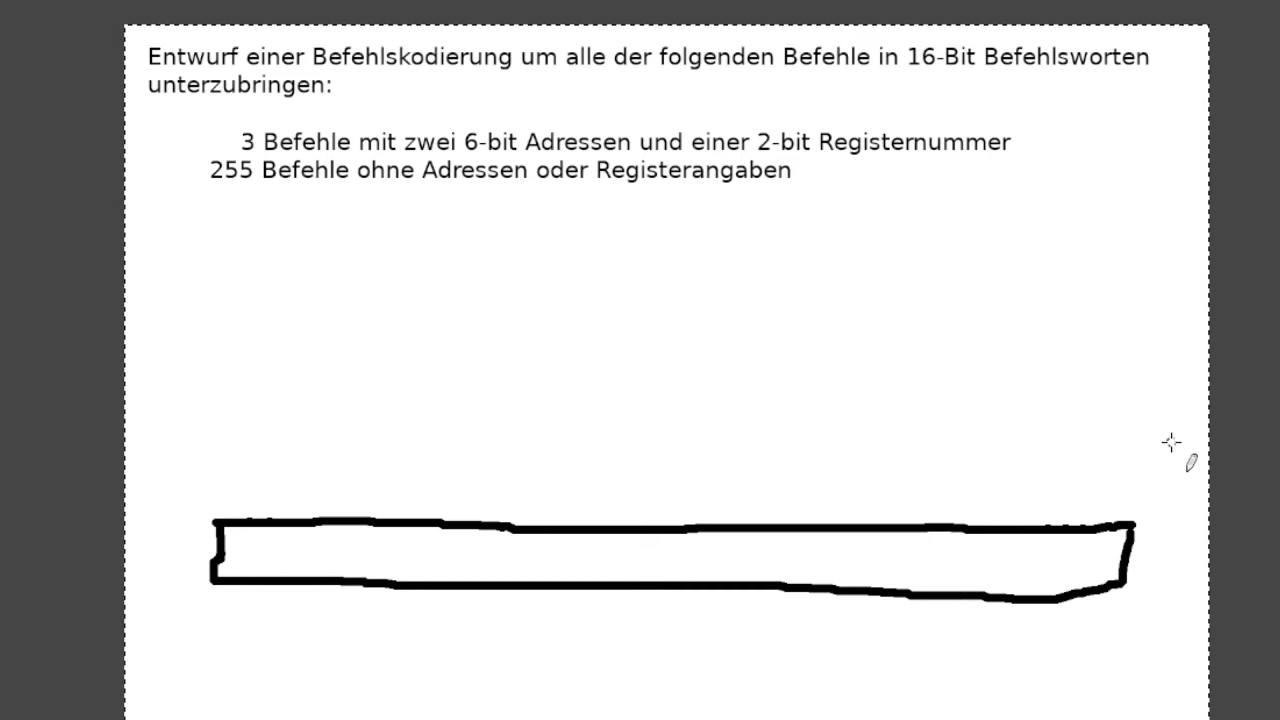 Entwurf einer Befehlskodierung um alle der folgenden Befehle in 16-Bit Befehlsworten
unterzubringen:
3 Befehle mit zwei 6-bit Adressen und einer 2-bit Registernummer
255 Befehle ohne Adressen oder Registerangaben